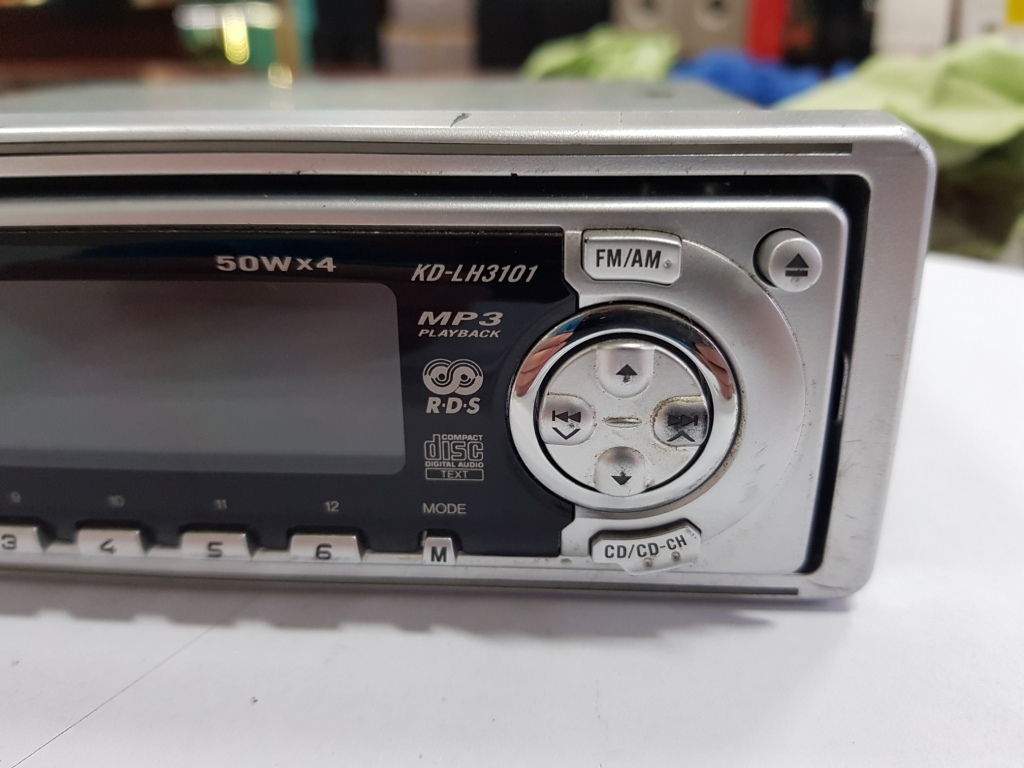 50W×4
KD-LH3101
FM/AM
MP3
PLAYBACK
R·D·S
COMPACT
disc
DIGITAL AUDIO
TEXT
9 10 11 12
MODE
3 4 5 6 M
CD/CD-CH